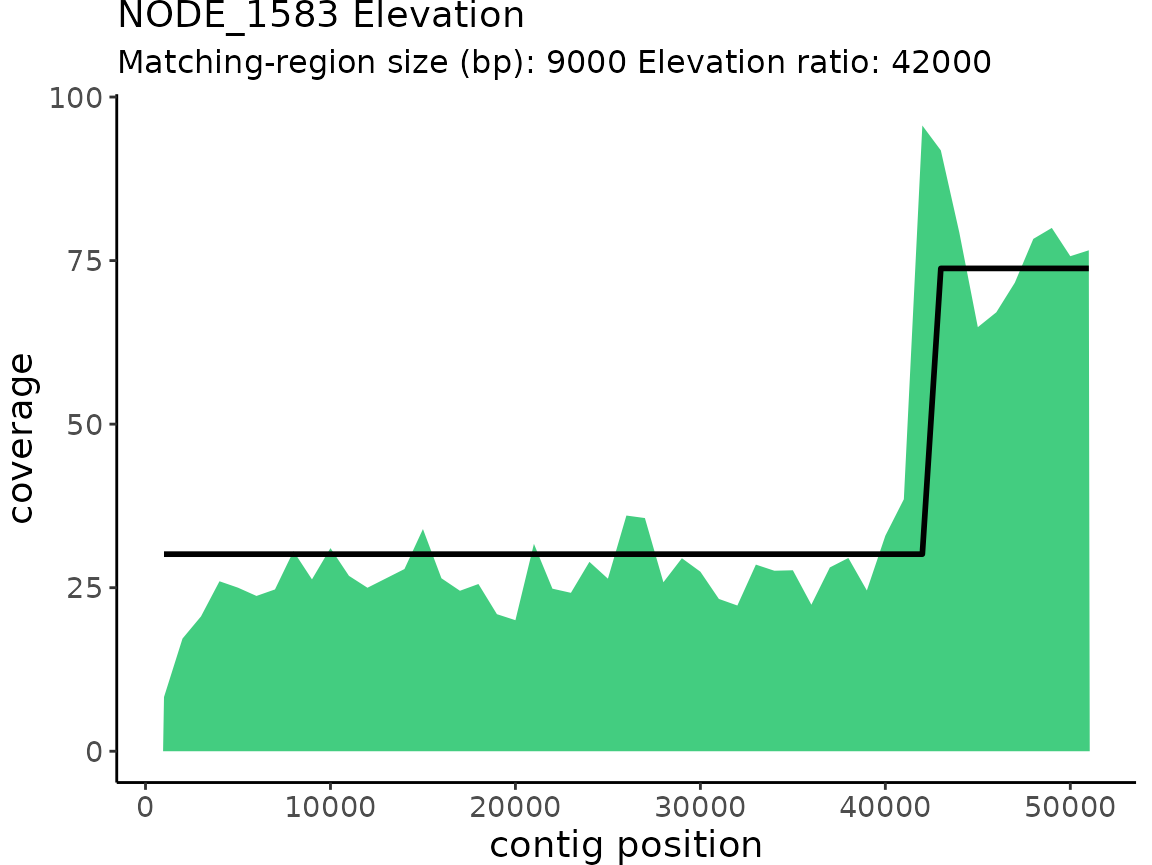 NODE_1583 Elevation
Matching-region size (bp): 9000 Elevation ratio: 42000
100
75
50
25
0
coverage
0 10000 20000 30000 40000 50000
contig position